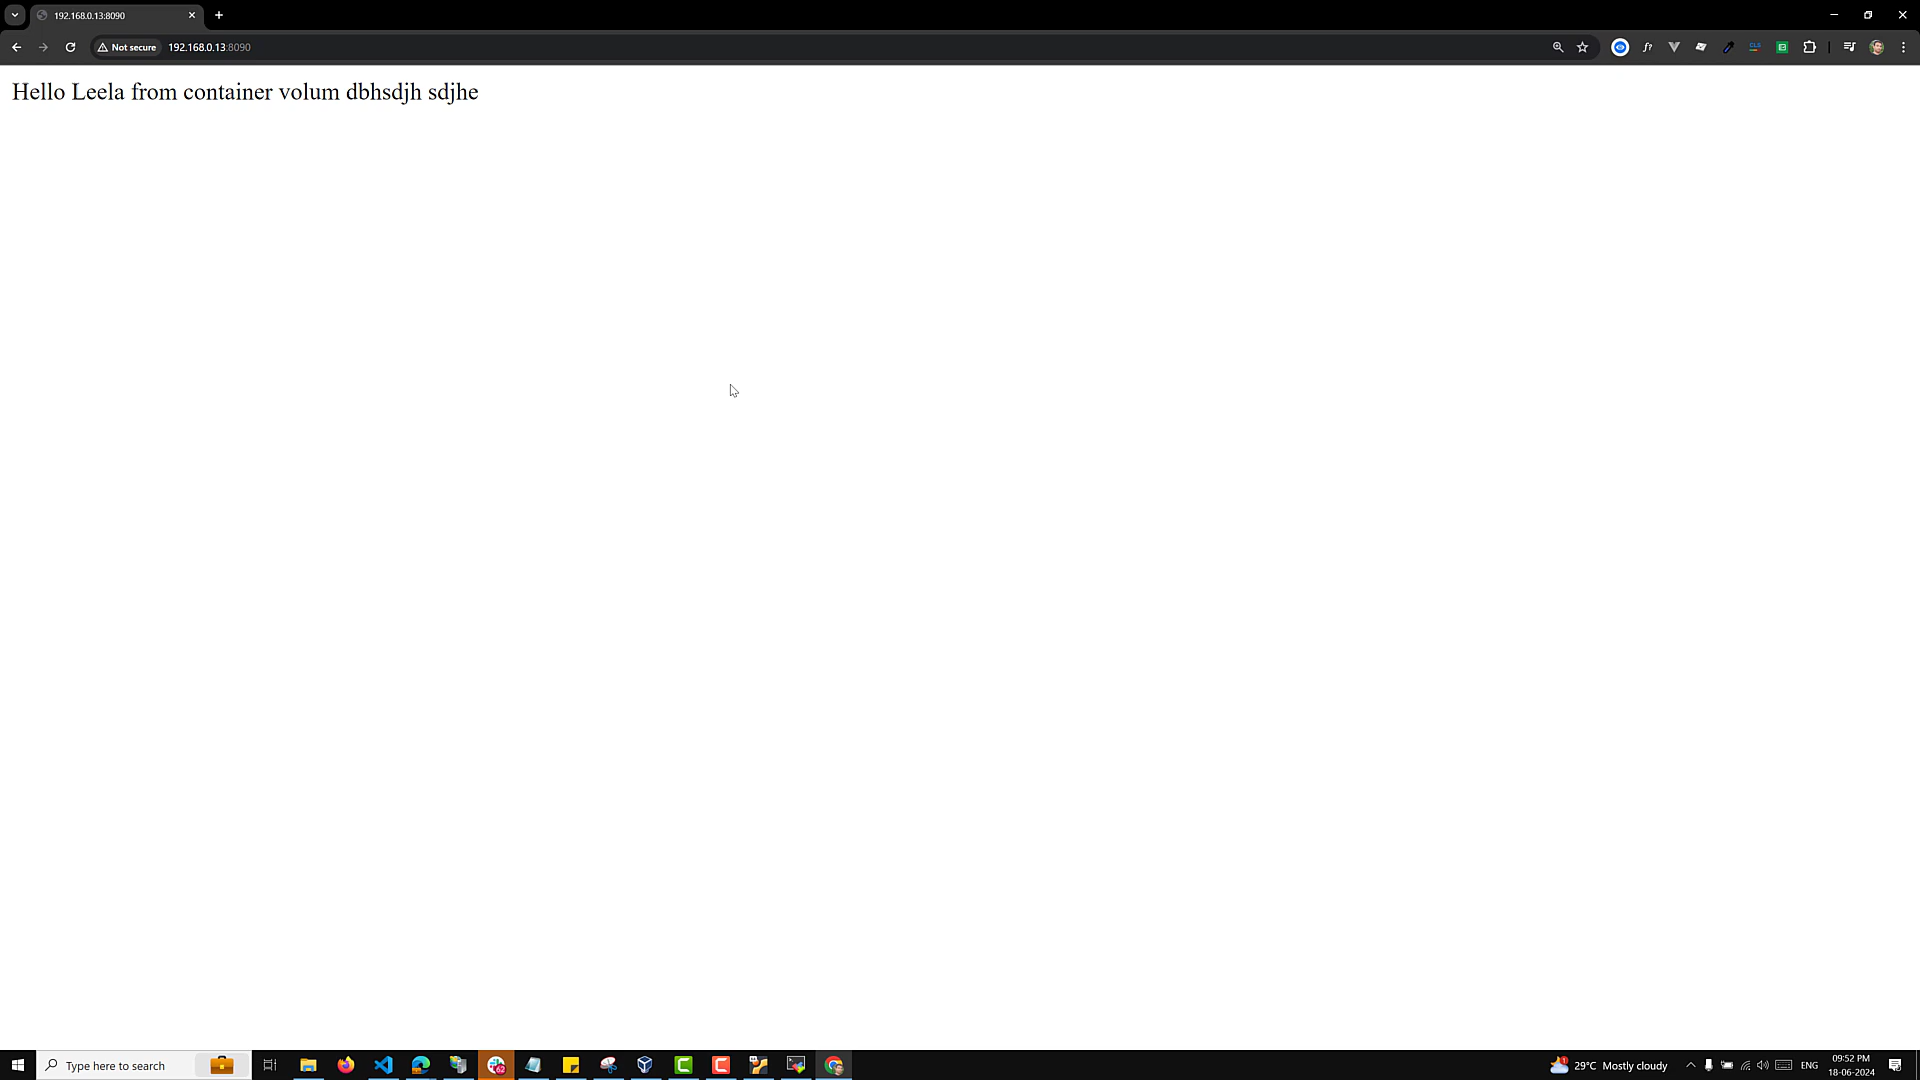 192.168.0.13:8090
Not secure
192.168.0.13:8090
Hello Leela from container volum dbhsdjh sdjhe
Type here to search
62
29°C Mostly cloudy
ENG
09:52 PM
18-06-2024